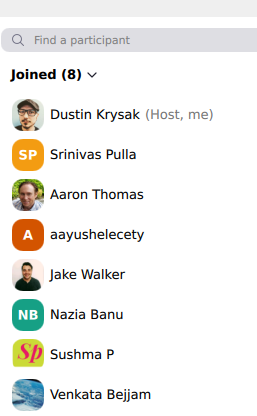 Find a participant
Joined (8)
Dustin Krysak (Host, me)
SP Srinivas Pulla
Aaron Thomas
A aayushelecety
Jake Walker
NB Nazia Banu
Sp Sushma P
Venkata Bejjam